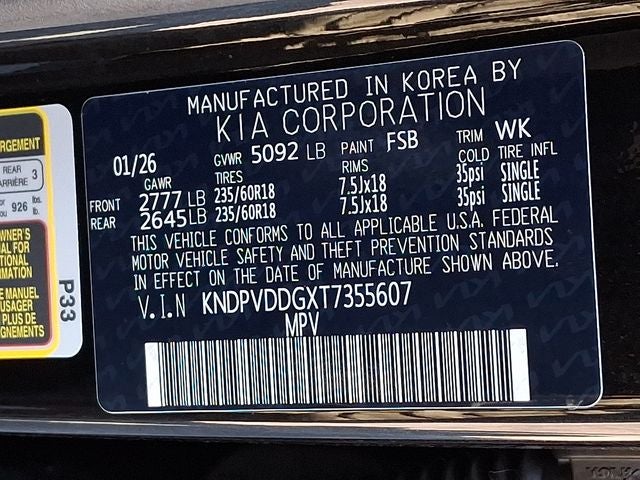 MANUFACTURED IN KOREA BY
KIA CORPORATION
01/26 GVWR 5092 LB PAINT FSB TRIM WK
GAWR TIRES RIMS COLD TIRE INFL
FRONT 2777 LB 235/60R18 7.5Jx18 35psi SINGLE
REAR 2645 LB 235/60R18 7.5Jx18 35psi SINGLE
THIS VEHICLE CONFORMS TO ALL APPLICABLE U.S.A. FEDERAL
MOTOR VEHICLE SAFETY AND THEFT PREVENTION STANDARDS
IN EFFECT ON THE DATE OF MANUFACTURE SHOWN ABOVE.
V.I.N KNDPVDDGXT7355607
MPV
REAR 3
926 lbs.
P33